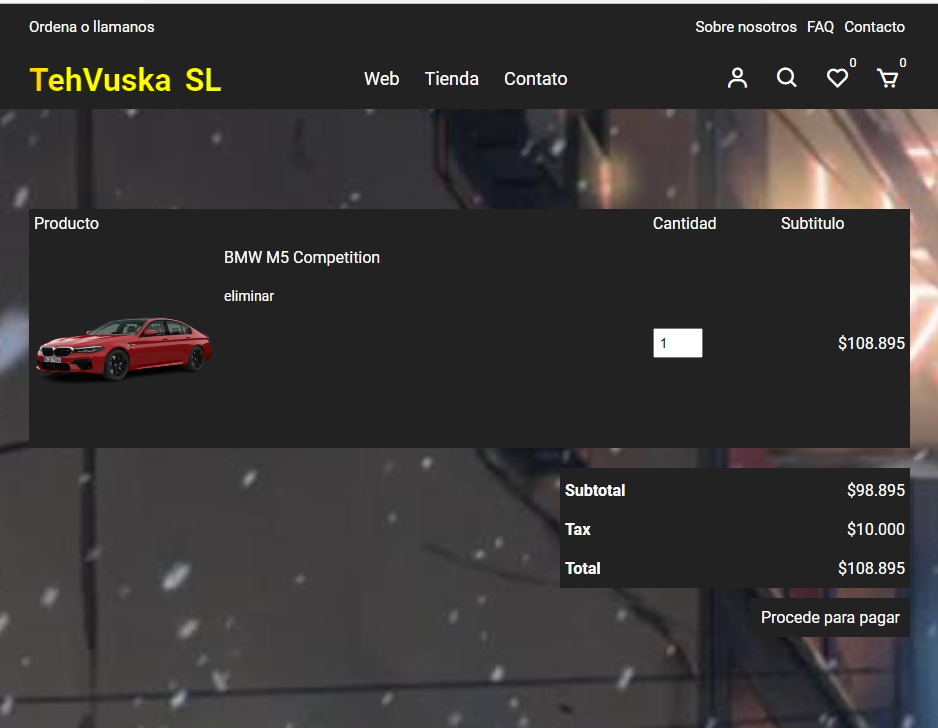 Ordena o llamanos
Sobre nosotros FAQ Contacto
TehVuska SL
Web Tienda Contato
0 0
Producto Cantidad Subtitulo
BMW M5 Competition
eliminar
1 $108.895
Subtotal $98.895
Tax $10.000
Total $108.895
Procede para pagar